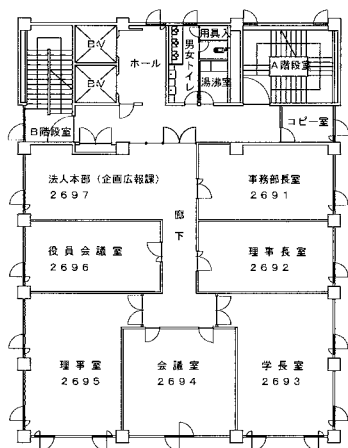 EV
EV
ホール
男女トイレ
用具入
湯沸室
A階段室
B階段室
コピー室
法人本部(企画広報課)
2697
事務部長室
2691
廊下
役員会議室
2696
理事長室
2692
理事室
2695
会議室
2694
学長室
2693